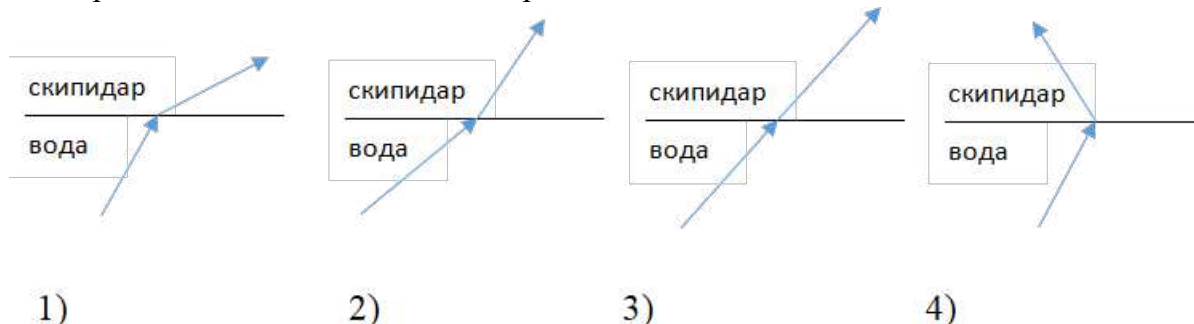 скипидар скипидар скипидар скипидар
вода вода вода вода
1) 2) 3) 4)